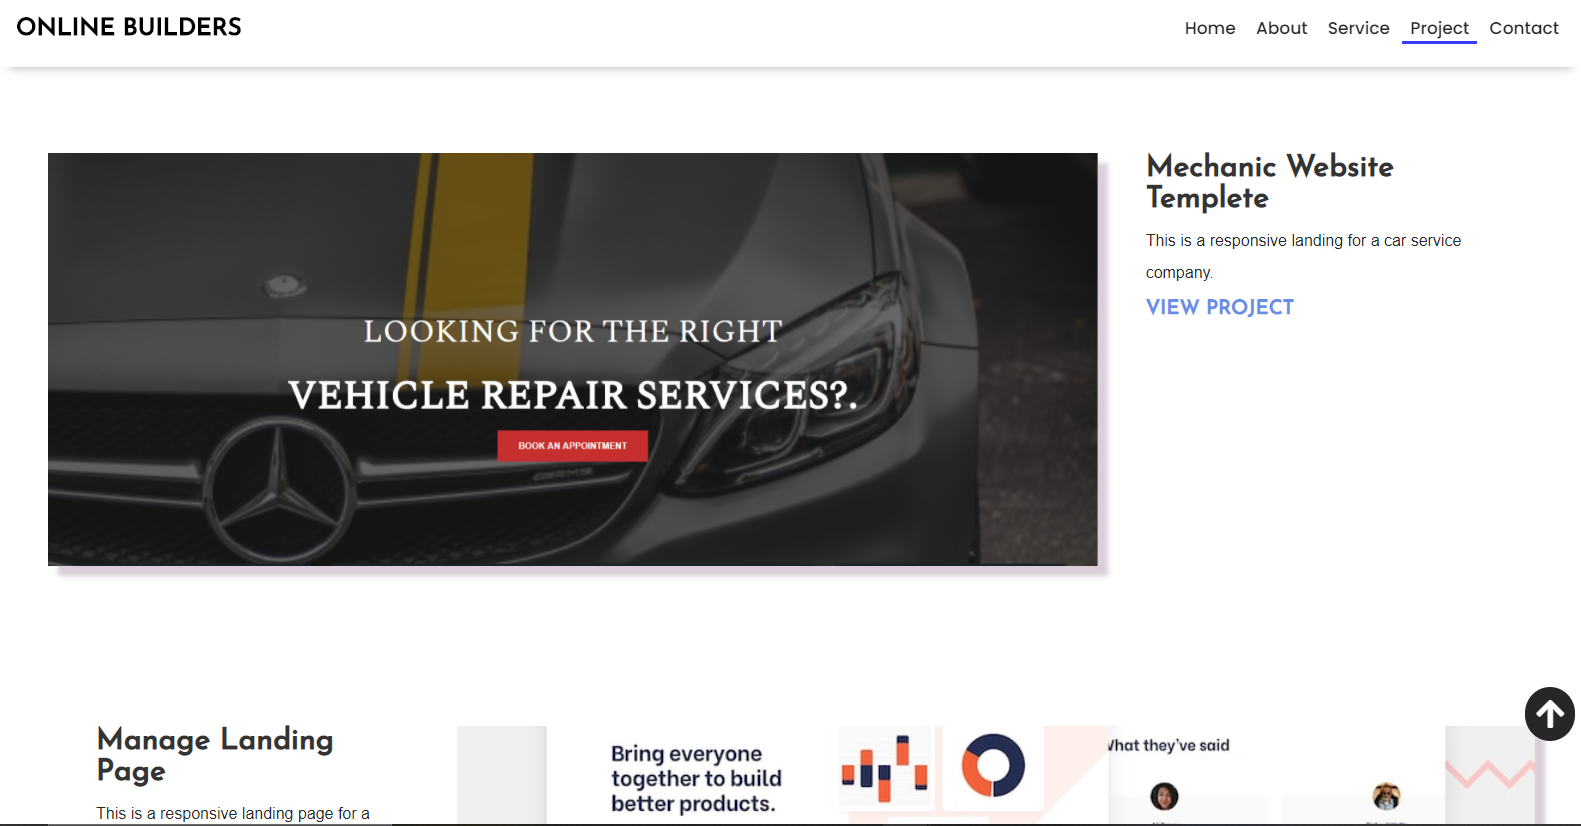 ONLINE BUILDERS
Home About Service Project Contact
LOOKING FOR THE RIGHT
VEHICLE REPAIR SERVICES?.
BOOK AN APPOINTMENT
Mechanic Website
Templete
This is a responsive landing for a car service
company.
VIEW PROJECT
Manage Landing
Page
This is a responsive landing page for a
Bring everyone
together to build
better products.
What they've said